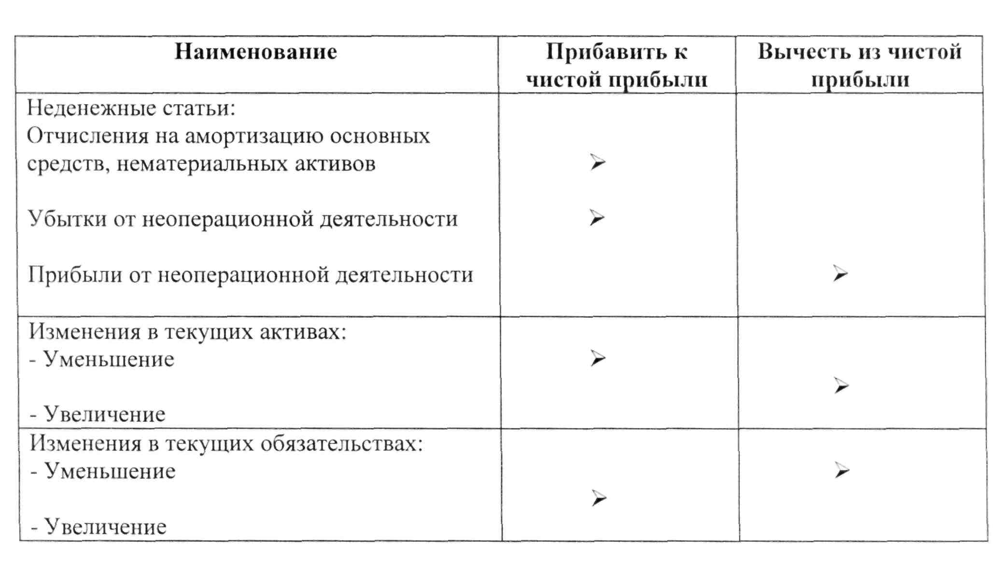 Наименование
Прибавить к
чистой прибыли
Вычесть из чистой
прибыли
Неденежные статьи:
Отчисления на амортизацию основных
средств, нематериальных активов
Убытки от неоперационной деятельности
Прибыли от неоперационной деятельности
Изменения в текущих активах:
- Уменьшение
- Увеличение
Изменения в текущих обязательствах:
- Уменьшение
- Увеличение